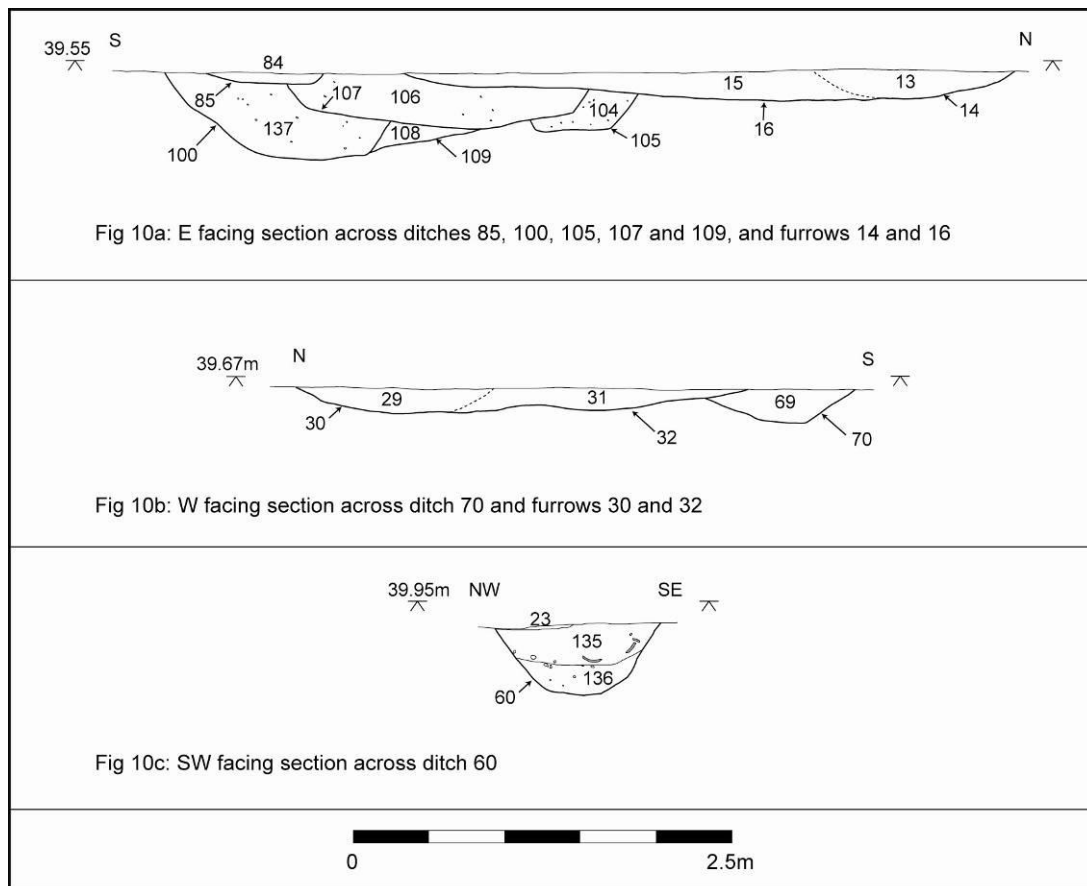 S N
39.55
84
85 107 106 15 13
104 14
137 108 16
100 109 105
Fig 10a: E facing section across ditches 85, 100, 105, 107 and 109, and furrows 14 and 16
N S
39.67m
29 31 69
30 32 70
Fig 10b: W facing section across ditch 70 and furrows 30 and 32
39.95m NW SE
23
135
136
60
Fig 10c: SW facing section across ditch 60
0 2.5m